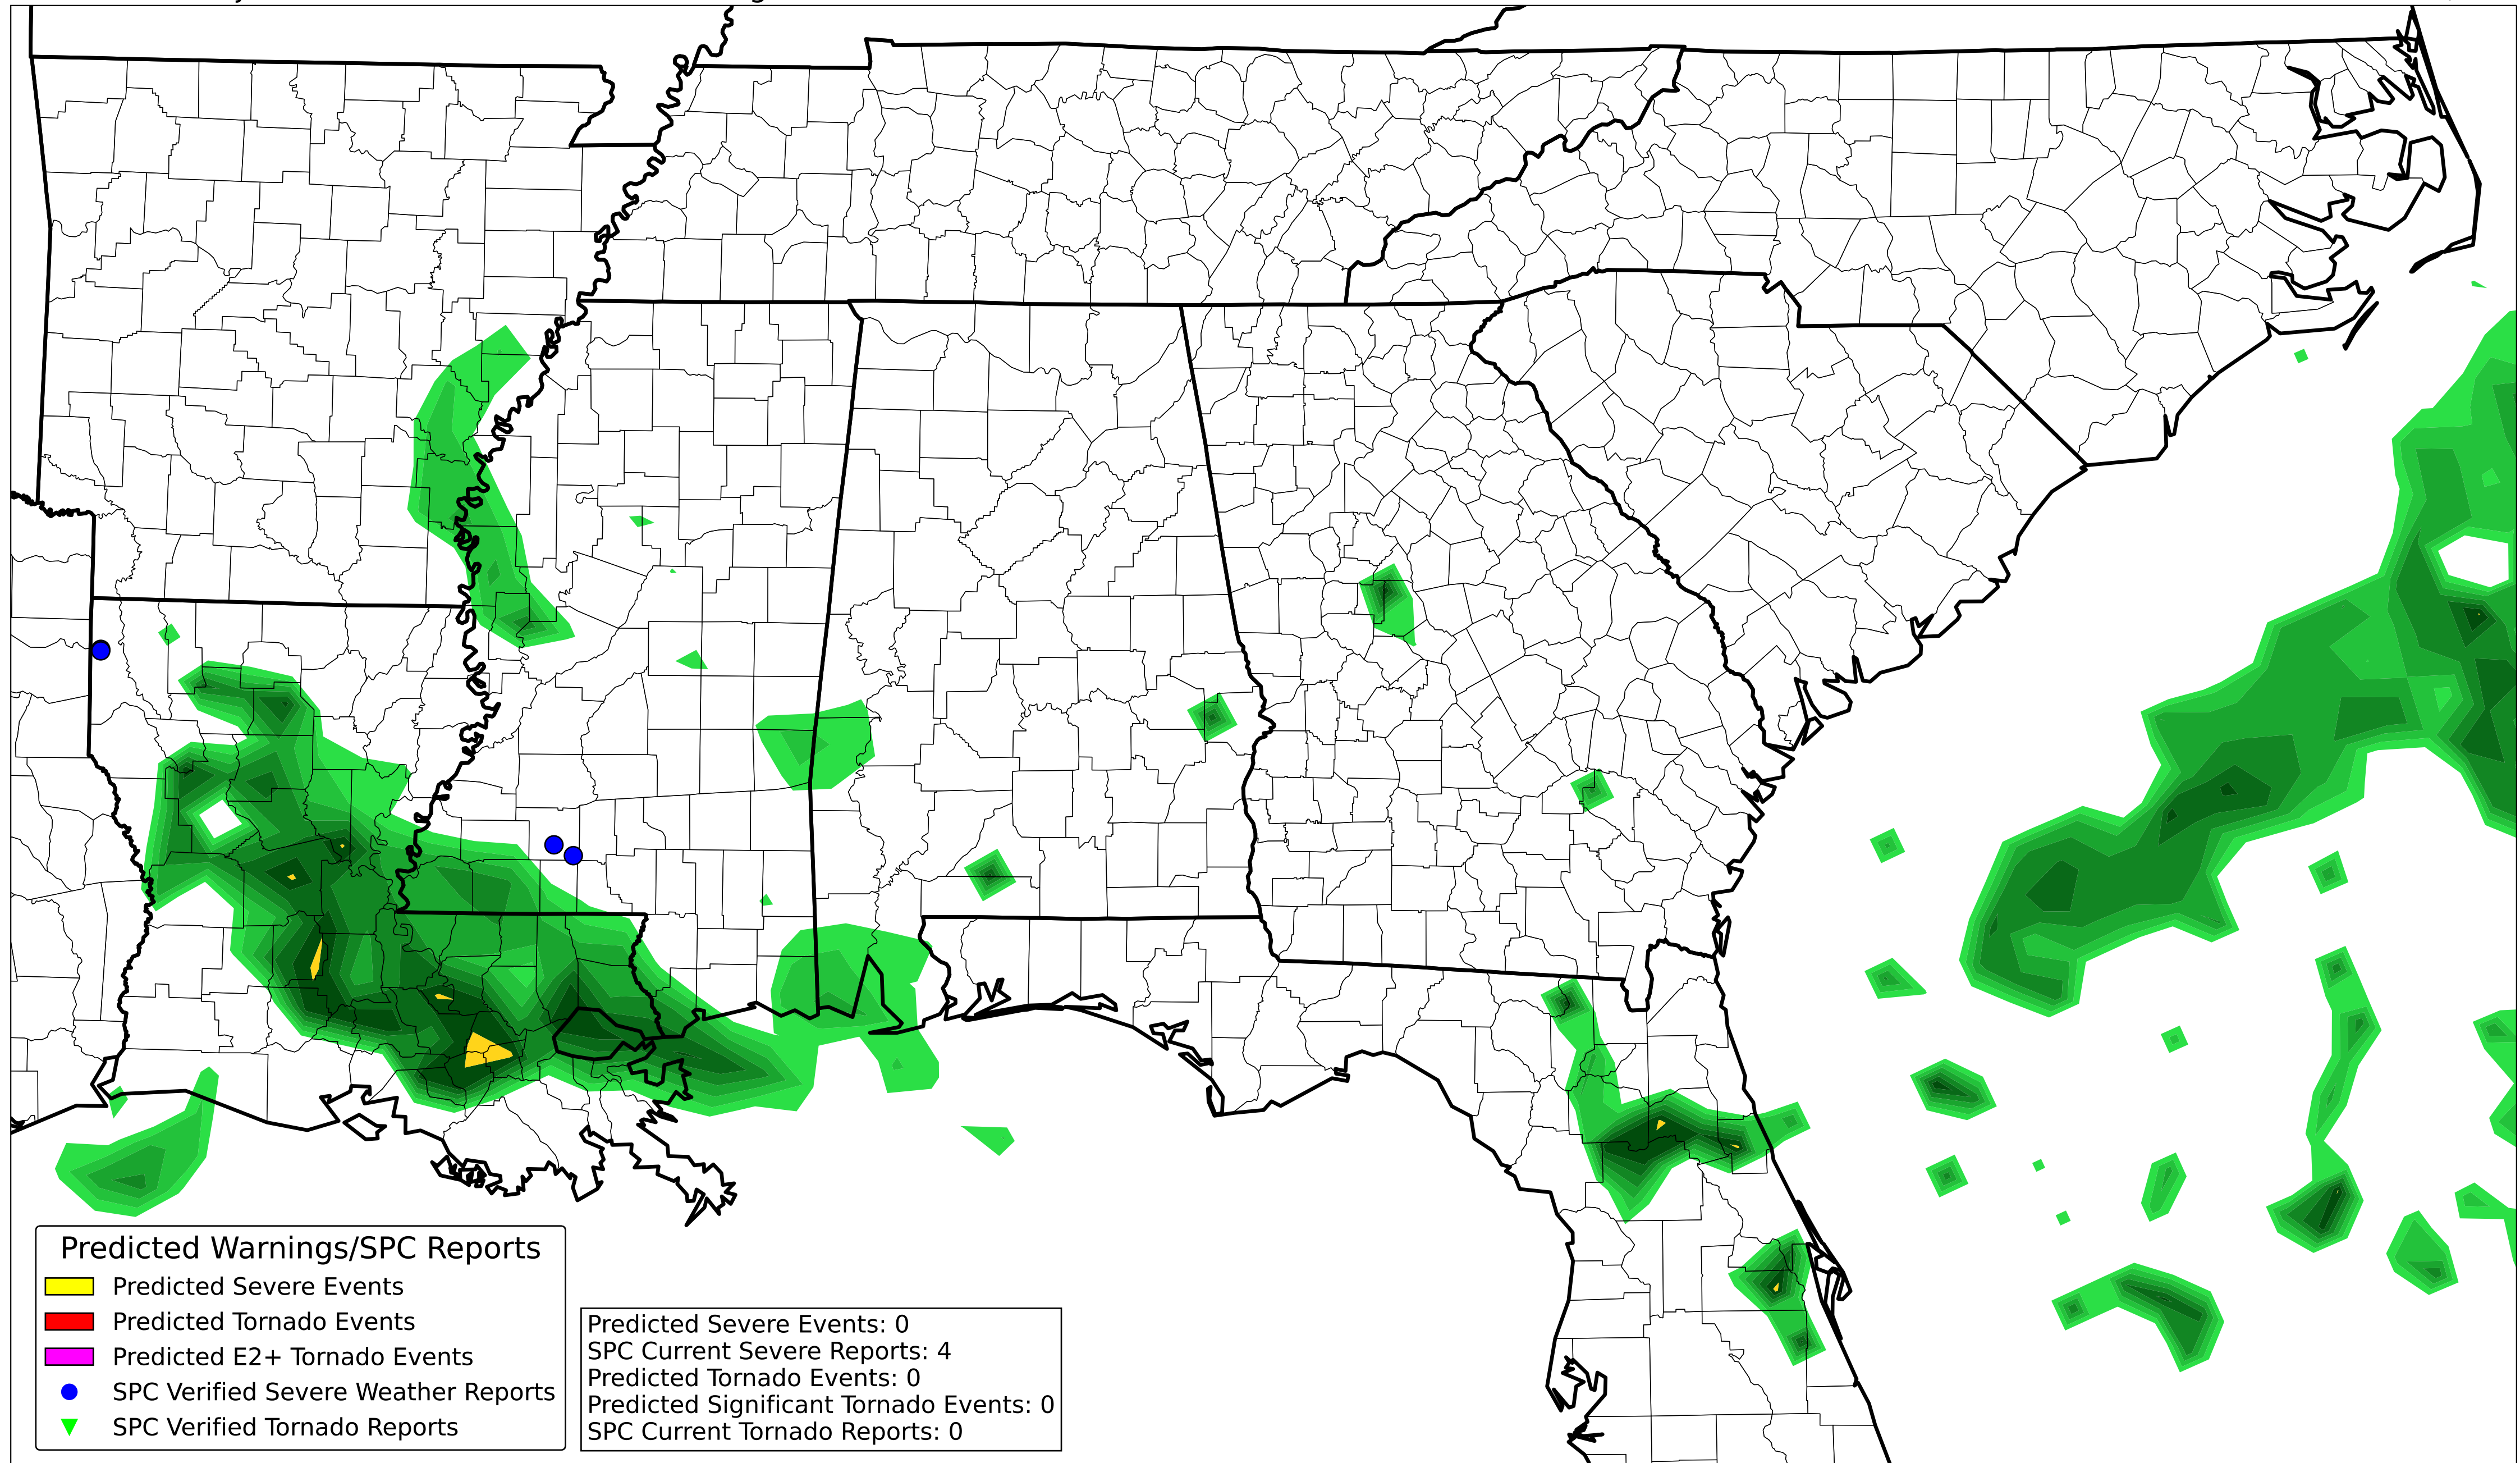 Predicted Warnings/SPC Reports
Predicted Severe Events
Predicted Tornado Events
Predicted E2+ Tornado Events
SPC Verified Severe Weather Reports
SPC Verified Tornado Reports
Predicted Severe Events: 0
SPC Current Severe Reports: 4
Predicted Tornado Events: 0
Predicted Significant Tornado Events: 0
SPC Current Tornado Reports: 0